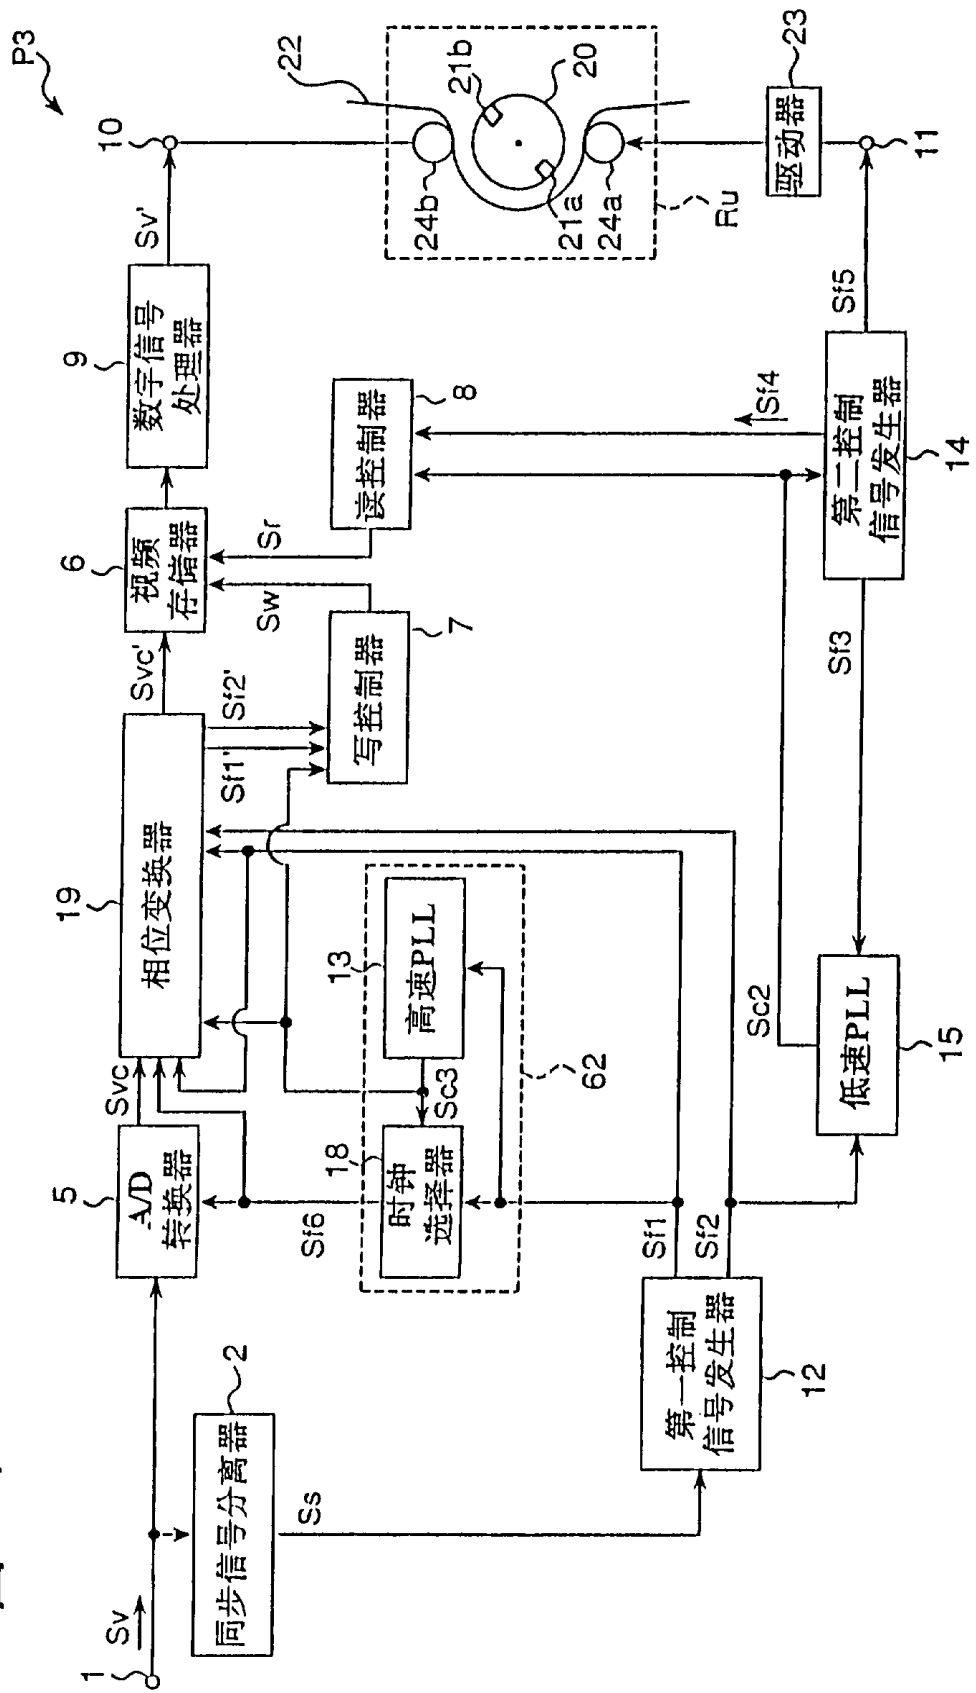 P3
1
Sv
同步信号分离器
2
Ss
5
A/D
转换器
Svc
19
相位变换器
Svc'
6
视频
存储器
9
数字信号
处理器
Sv'
10
22
21b
20
24b
21a
24a
Ru
驱动器
23
11
Sf1'
Sf2'
Sw
Sr
写控制器
7
读控制器
8
Sf4
Sf6
18
时钟
选择器
Sc3
13
高速PLL
62
第一控制
信号发生器
12
Sf1
Sf2
低速PLL
15
Sc2
Sf3
第二控制
信号发生器
14
Sf5